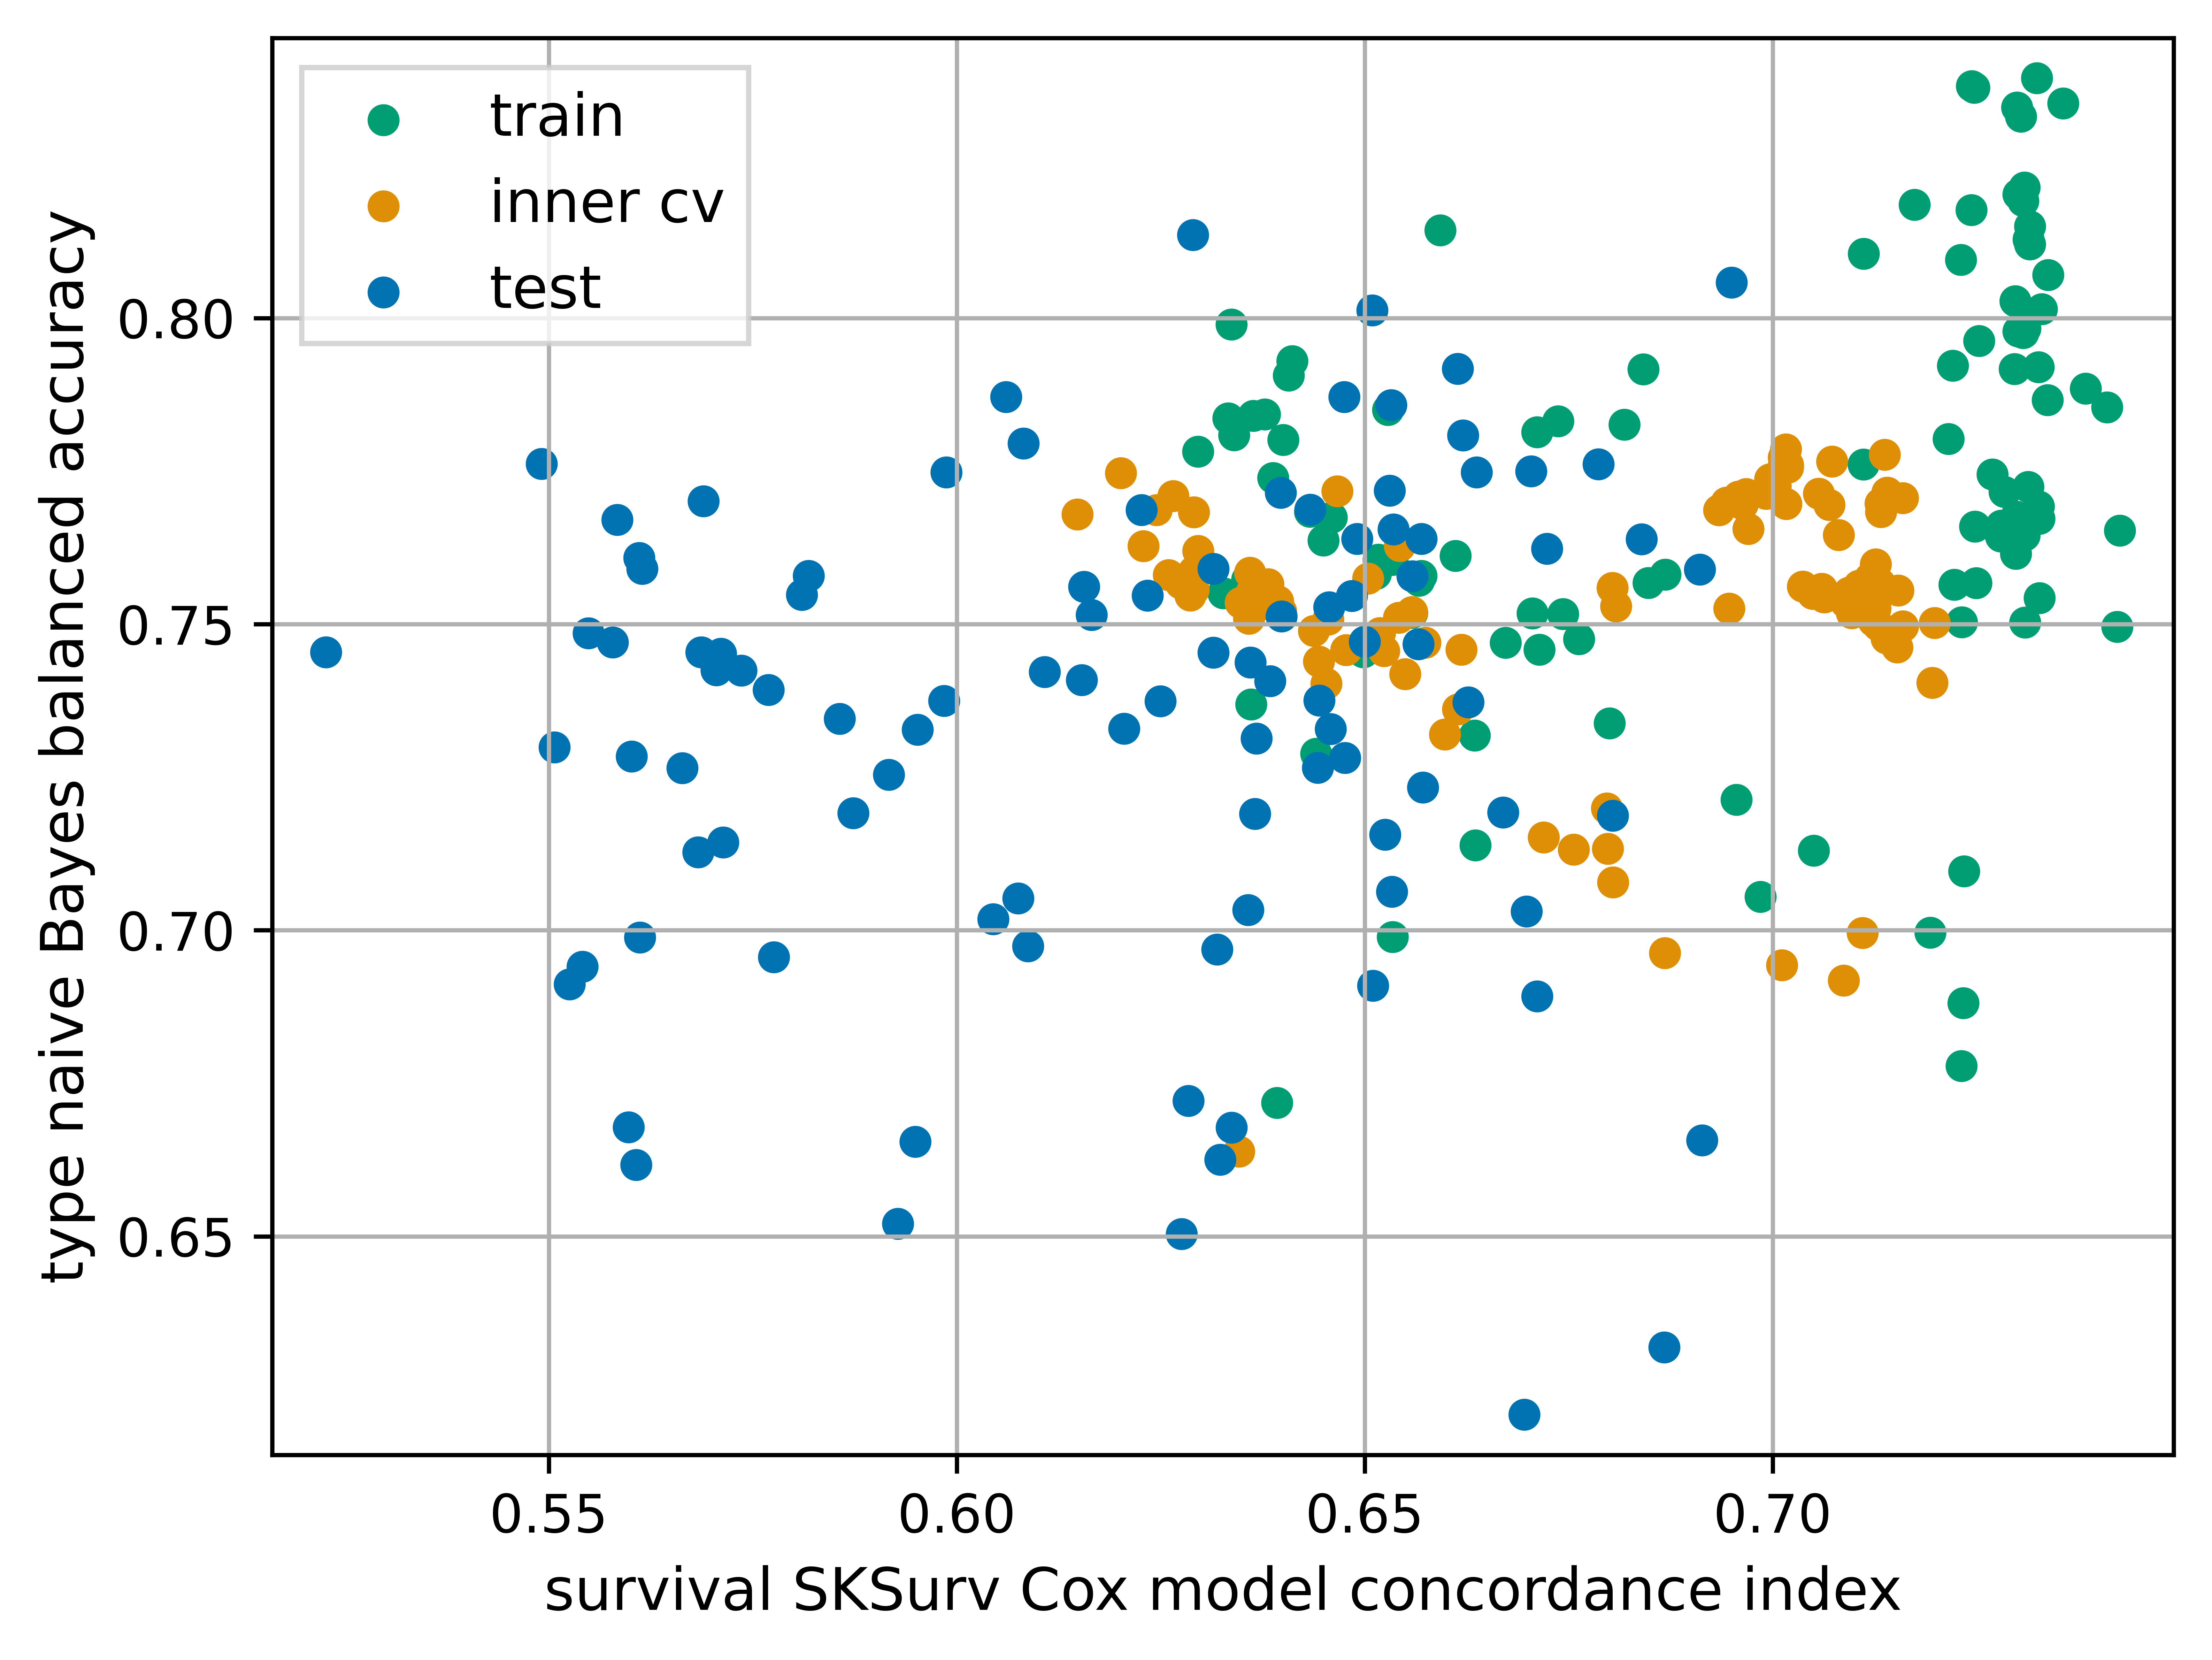 train
inner cv
test
type naive Bayes balanced accuracy
0.80
0.75
0.70
0.65
0.55 0.60 0.65 0.70
survival SKSurv Cox model concordance index